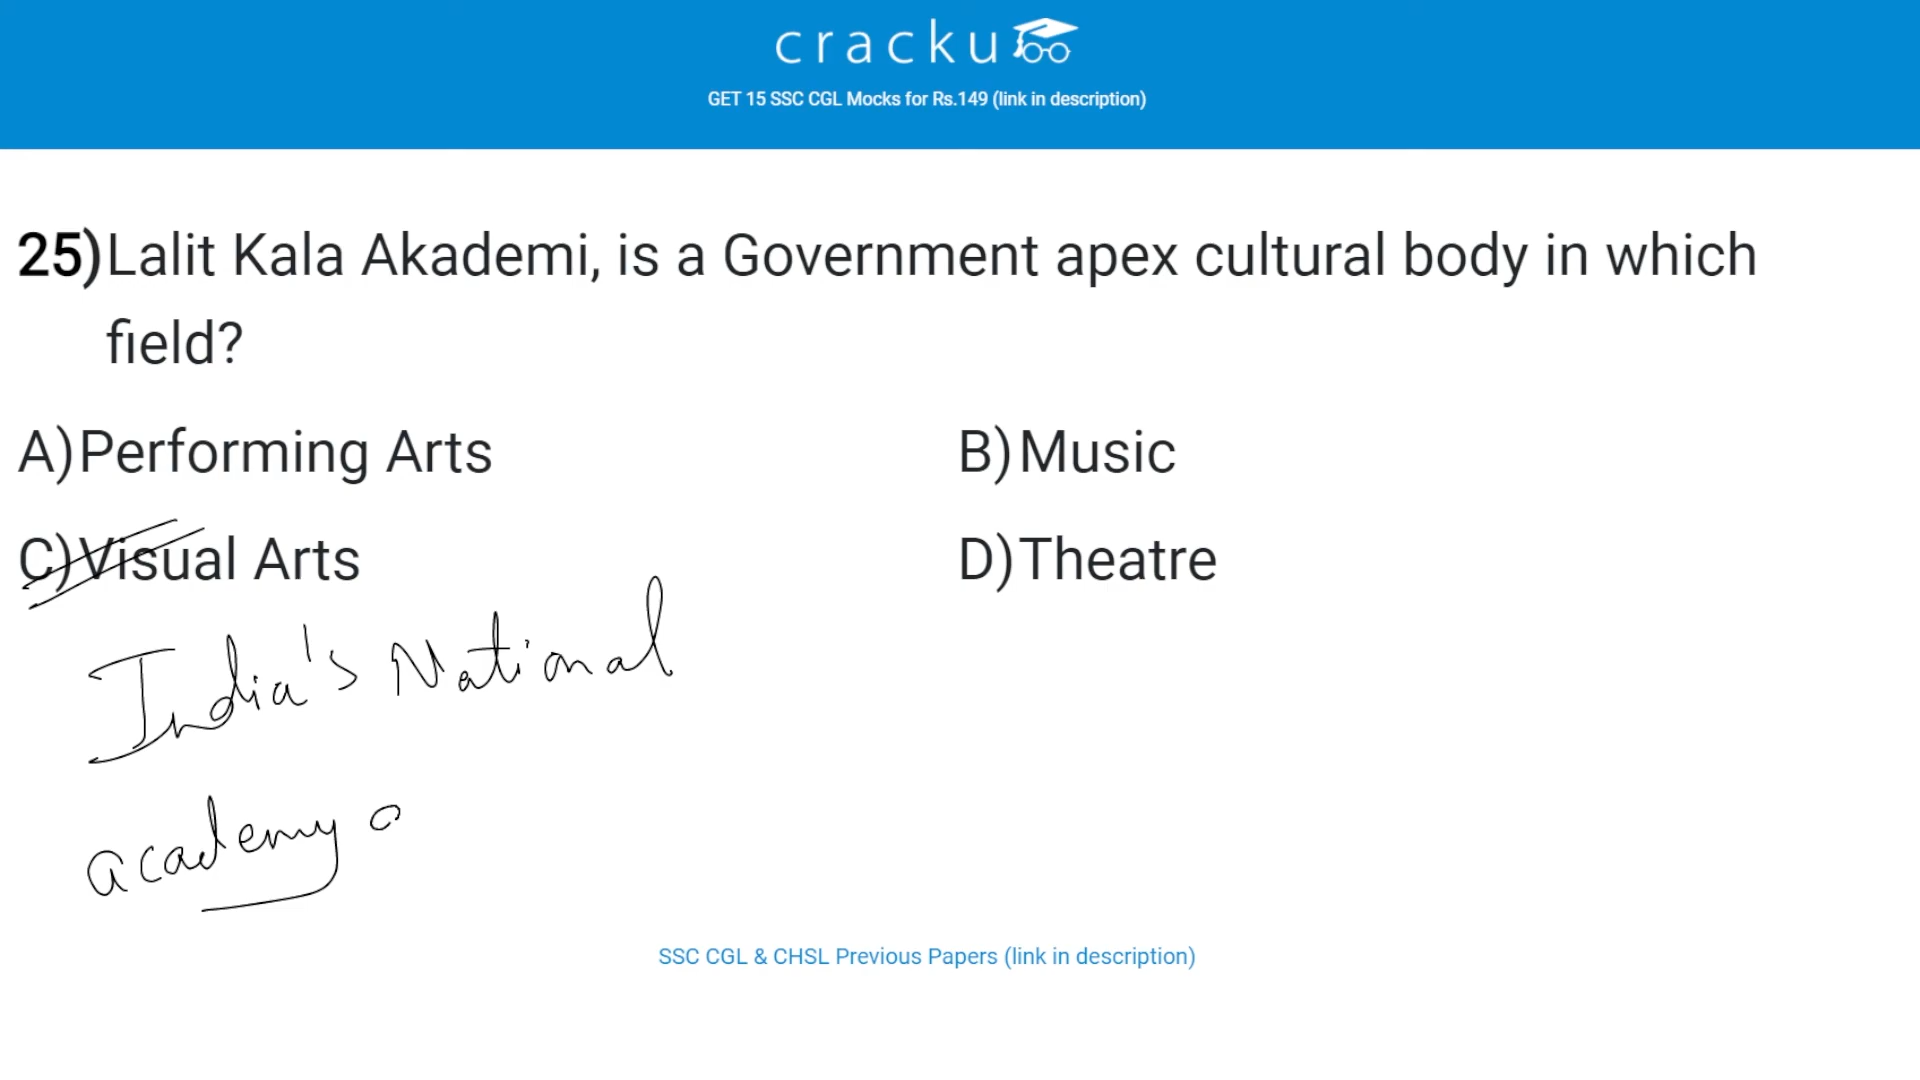 cracku
GET 15 SSC CGL Mocks for Rs.149 (link in description)
25) Lalit Kala Akademi, is a Government apex cultural body in which
field?
A) Performing Arts
B) Music
C) Visual Arts
D) Theatre
India's National
academy o
SSC CGL & CHSL Previous Papers (link in description)